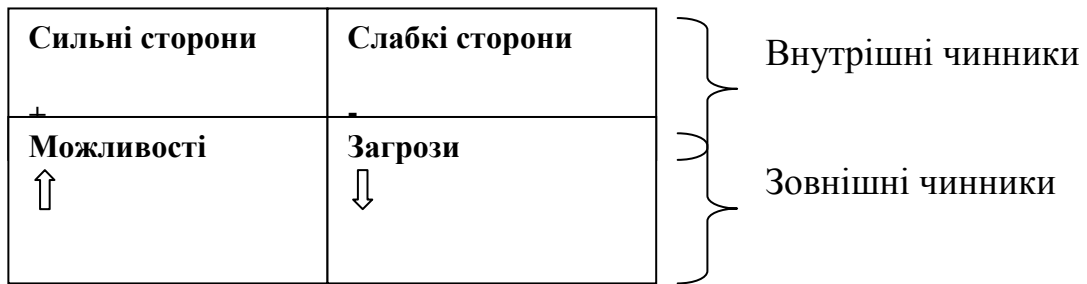 Сильні сторони
Слабкі сторони
Внутрішні чинники
+
-
Можливості
Загрози
Зовнішні чинники